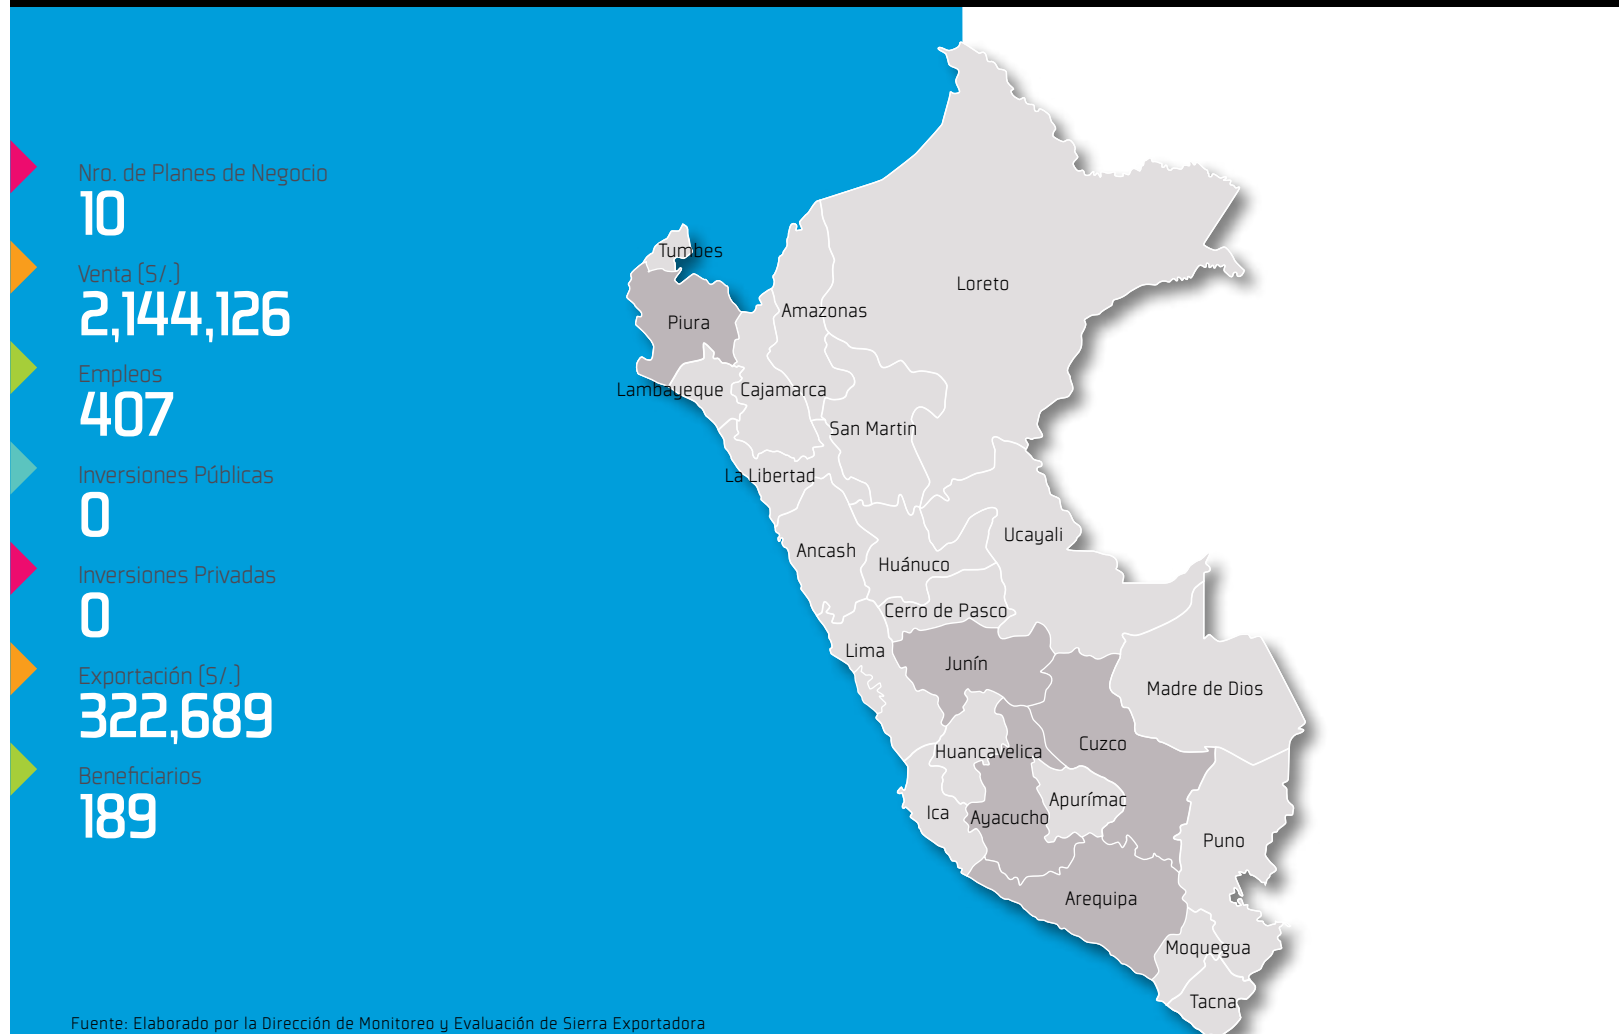 Nro. de Planes de Negocio
10
Venta (S/.)
2,144,126
Empleos
407
Inversiones Públicas
0
Inversiones Privadas
0
Exportación (S/.)
322,689
Beneficiarios
189
Tumbes
Loreto
Piura
Amazonas
Lambayeque
Cajamarca
San Martin
La Libertad
Ancash
Huánuco
Ucayali
Cerro de Pasco
Lima
Junín
Madre de Dios
Huancavelica
Cuzco
Ica
Ayacucho
Apurímac
Puno
Arequipa
Moquegua
Tacna
Fuente: Elaborado por la Dirección de Monitoreo y Evaluación de Sierra Exportadora